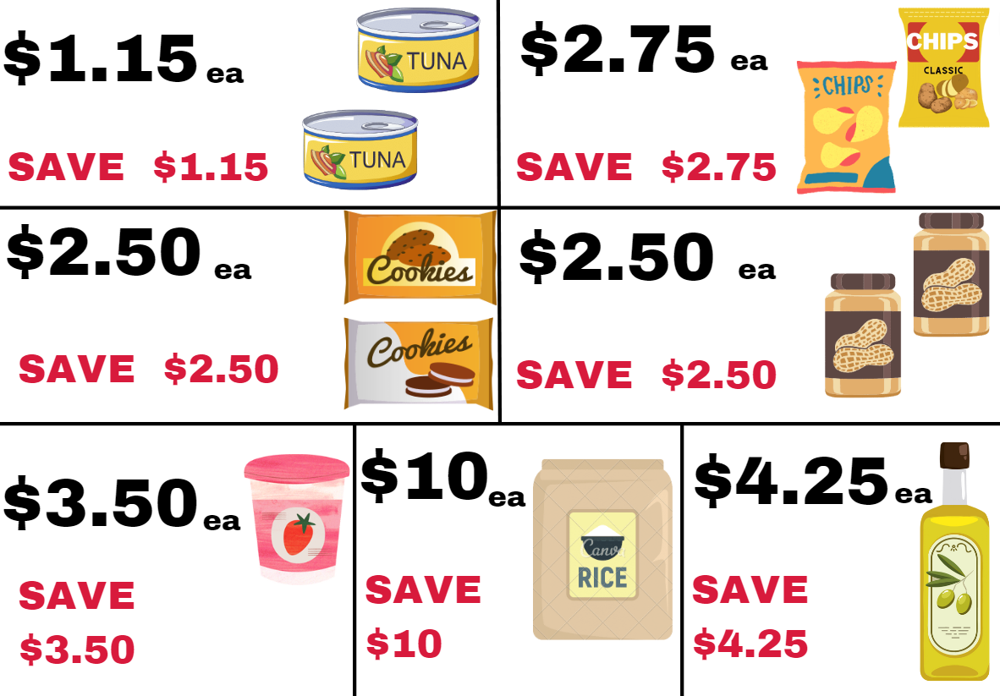 $1.15 ea
TUNA
TUNA
SAVE $1.15
$2.75 ea
CHIPS
CLASSIC
CHIPS
SAVE $2.75
$2.50 ea
Cookies
Cookies
SAVE $2.50
$2.50 ea
SAVE $2.50
$3.50 ea
SAVE
$3.50
$10 ea
Canva
RICE
SAVE
$10
$4.25 ea
SAVE
$4.25